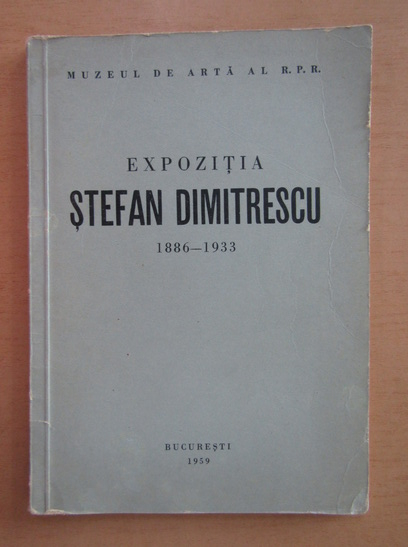 MUZEUL DE ARTĂ AL R.P.R.
EXPOZIȚIA
ȘTEFAN DIMITRESCU
1886—1933
BUCUREȘTI
1959